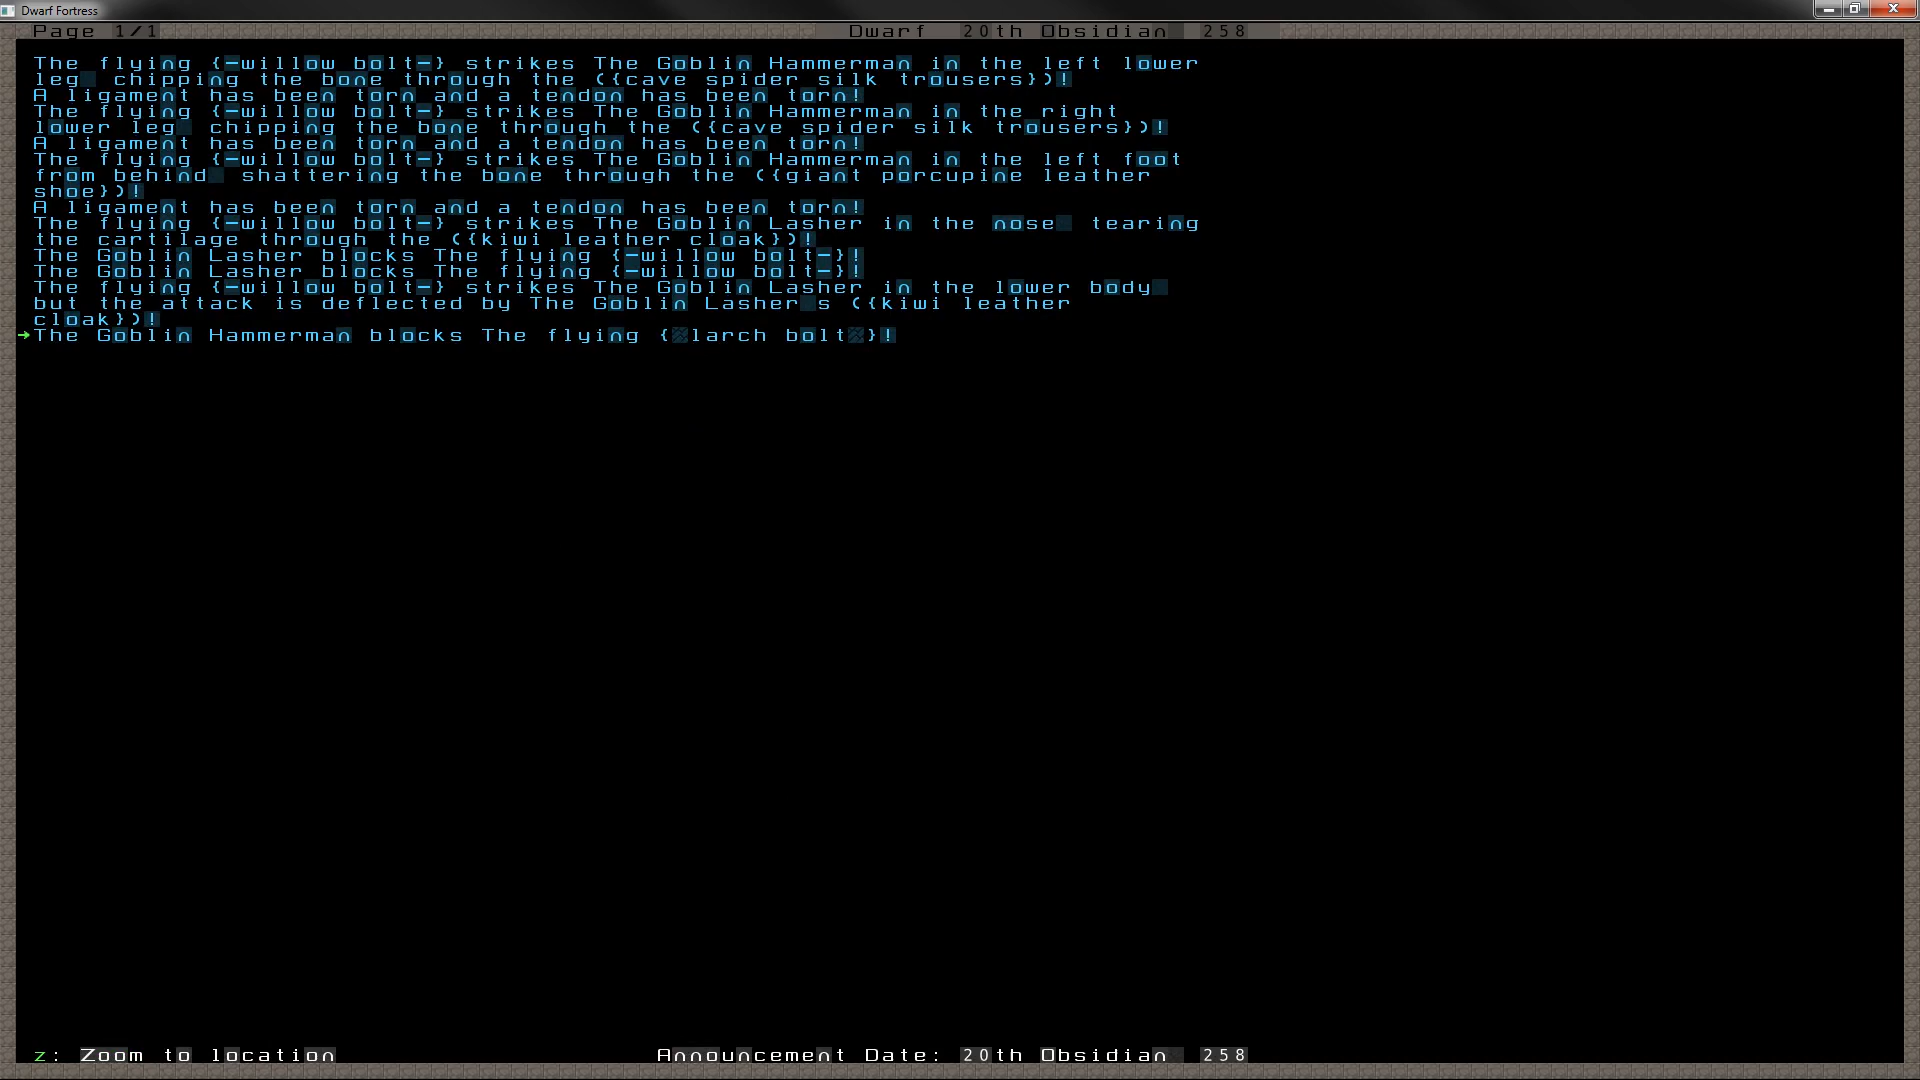 Dwarf Fortress
Page 1/1 Dwarf 20th Obsidian 258
The flying {-willow bolt-} strikes The Goblin Hammerman in the left lower
leg chipping the bone through the ({cave spider silk trousers})!
A ligament has been torn and a tendon has been torn!
The flying {-willow bolt-} strikes The Goblin Hammerman in the right
lower leg chipping the bone through the ({cave spider silk trousers})!
A ligament has been torn and a tendon has been torn!
The flying {-willow bolt-} strikes The Goblin Hammerman in the left foot
from behind shattering the bone through the ({giant porcupine leather
shoe})!
A ligament has been torn and a tendon has been torn!
The flying {-willow bolt-} strikes The Goblin Lasher in the nose tearing
the cartilage through the ({kiwi leather cloak})!
The Goblin Lasher blocks The flying {-willow bolt-}!
The Goblin Lasher blocks The flying {-willow bolt-}!
The flying {-willow bolt-} strikes The Goblin Lasher in the lower body
but the attack is deflected by The Goblin Lasher s ({kiwi leather
cloak})!
→The Goblin Hammerman blocks The flying {larch bolt}!
z: Zoom to location Announcement Date: 20th Obsidian 258